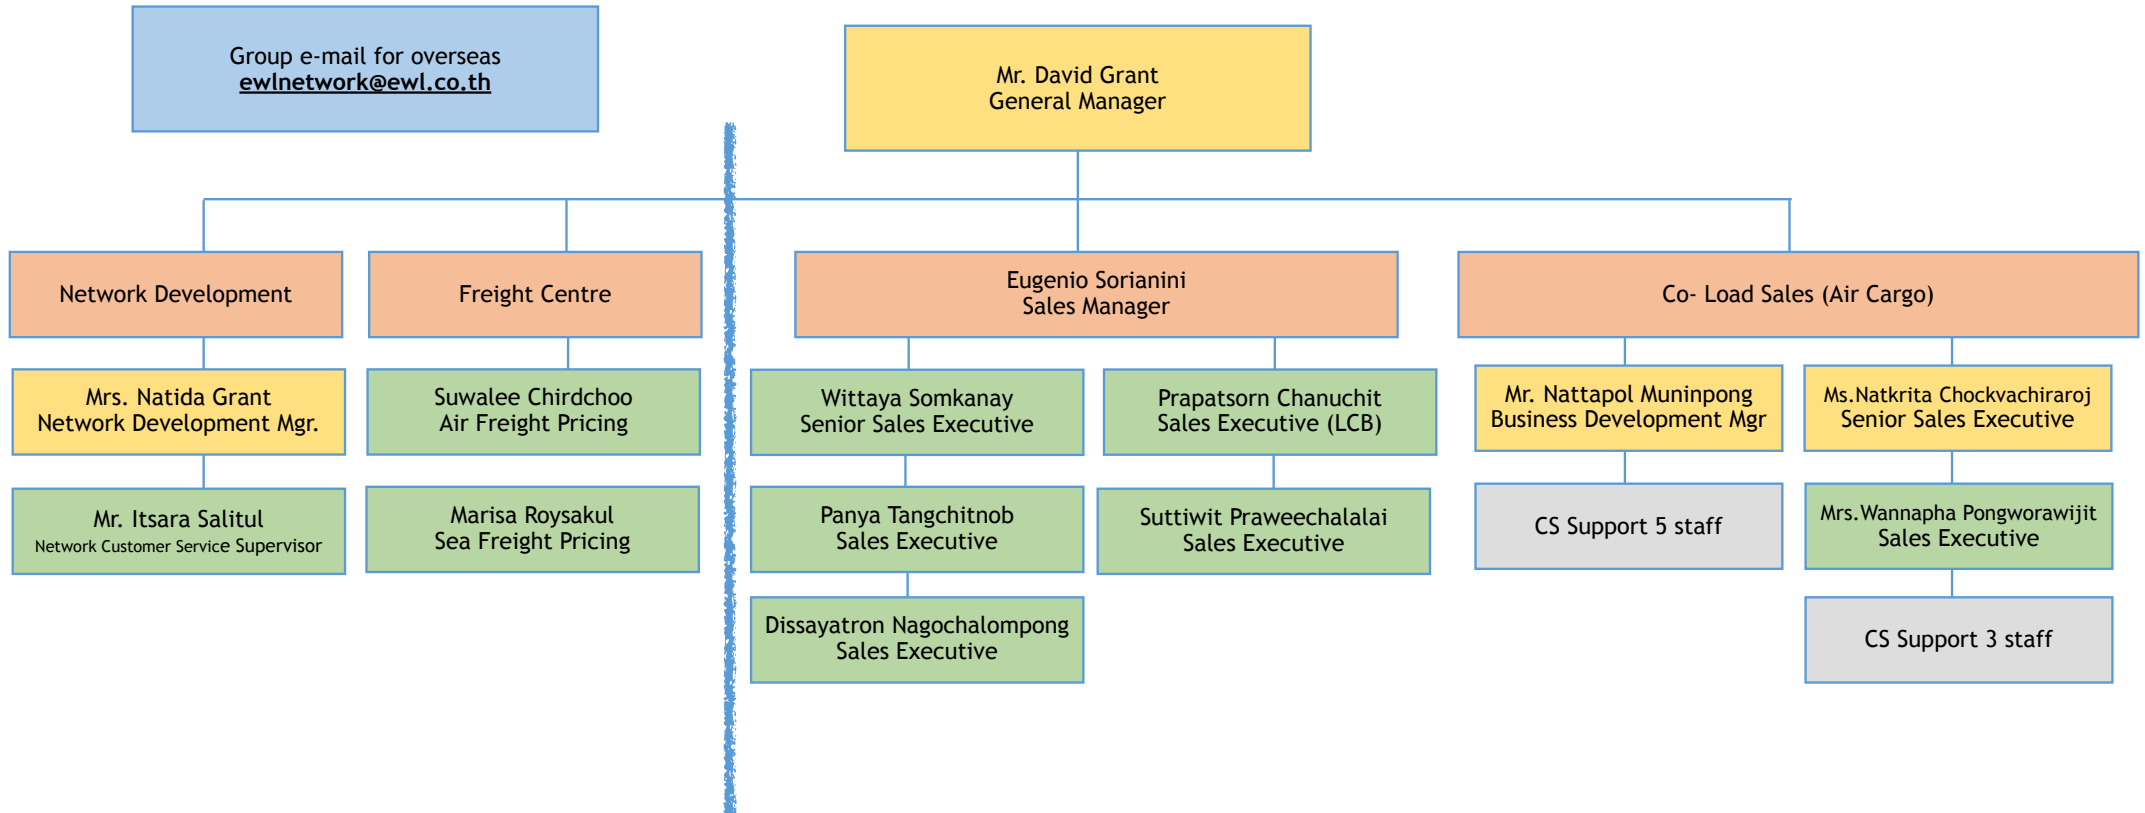 Group e-mail for overseas
ewlnetwork@ewl.co.th
Mr. David Grant
General Manager
Network Development
Freight Centre
Eugenio Sorianini
Sales Manager
Co- Load Sales (Air Cargo)
Mrs. Natida Grant
Network Development Mgr.
Suwalee Chirdchoo
Air Freight Pricing
Wittaya Somkanay
Senior Sales Executive
Prapatsorn Chanuchit
Sales Executive (LCB)
Mr. Nattapol Muninpong
Business Development Mgr
Ms.Natkrita Chockvachiraroj
Senior Sales Executive
Mr. Itsara Salitul
Network Customer Service Supervisor
Marisa Roysakul
Sea Freight Pricing
Panya Tangchitnob
Sales Executive
Suttiwit Praweechalalai
Sales Executive
CS Support 5 staff
Mrs.Wannapha Pongworawijit
Sales Executive
Dissayatron Nagochalompong
Sales Executive
CS Support 3 staff